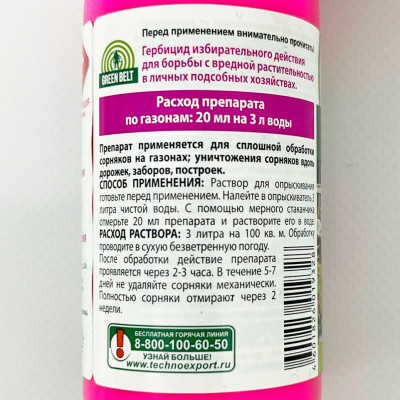 Перед применением внимательно прочитать!
GREEN BELT
Гербицид избирательного действия
для борьбы с вредной растительностью
в личных подсобных хозяйствах.
Расход препарата
по газонам: 20 мл на 3 л воды
Препарат применяется для сплошной обработки
сорняков на газонах; уничтожения сорняков вдоль
дорожек, заборов, построек.
СПОСОБ ПРИМЕНЕНИЯ: Раствор для опрыскивания
готовьте перед применением. Налейте в опрыскиватель 3
литра чистой воды. С помощью мерного стаканчика
отмерьте 20 мл препарата и растворите его в воде.
РАСХОД РАСТВОРА: 3 литра на 100 кв. м. Обработку
проводите в сухую безветренную погоду.
После обработки действие препарата
проявляется через 2-3 часа. В течение 5-7
дней не удаляйте сорняки механически.
Полностью сорняки отмирают через 2
недели.
БЕСПЛАТНАЯ ГОРЯЧАЯ ЛИНИЯ
8-800-100-60-50
УЗНАЙ БОЛЬШЕ!
www.technoexport.ru
4 601826 019328